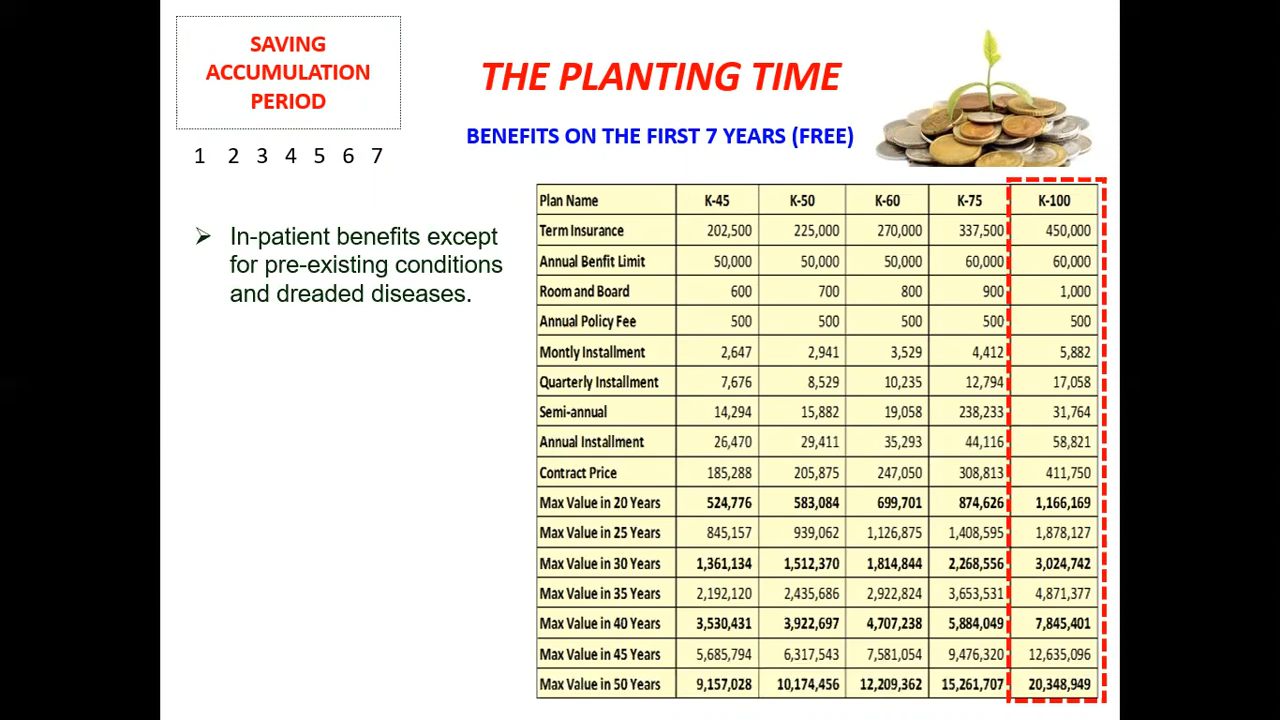 SAVING
ACCUMULATION
PERIOD
THE PLANTING TIME
BENEFITS ON THE FIRST 7 YEARS (FREE)
1 2 3 4 5 6 7
➢ In-patient benefits except
for pre-existing conditions
and dreaded diseases.
Plan Name K-45 K-50 K-60 K-75 K-100
Term Insurance 202,500 225,000 270,000 337,500 450,000
Annual Benfit Limit 50,000 50,000 50,000 60,000 60,000
Room and Board 600 700 800 900 1,000
Annual Policy Fee 500 500 500 500 500
Montly Installment 2,647 2,941 3,529 4,412 5,882
Quarterly Installment 7,676 8,529 10,235 12,794 17,058
Semi-annual 14,294 15,882 19,058 238,233 31,764
Annual Installment 26,470 29,411 35,293 44,116 58,821
Contract Price 185,288 205,875 247,050 308,813 411,750
Max Value in 20 Years 524,776 583,084 699,701 874,626 1,166,169
Max Value in 25 Years 845,157 939,062 1,126,875 1,408,595 1,878,127
Max Value in 30 Years 1,361,134 1,512,370 1,814,844 2,268,556 3,024,742
Max Value in 35 Years 2,192,120 2,435,686 2,922,824 3,653,531 4,871,377
Max Value in 40 Years 3,530,431 3,922,697 4,707,238 5,884,049 7,845,401
Max Value in 45 Years 5,685,794 6,317,543 7,581,054 9,476,320 12,635,096
Max Value in 50 Years 9,157,028 10,174,456 12,209,362 15,261,707 20,348,949